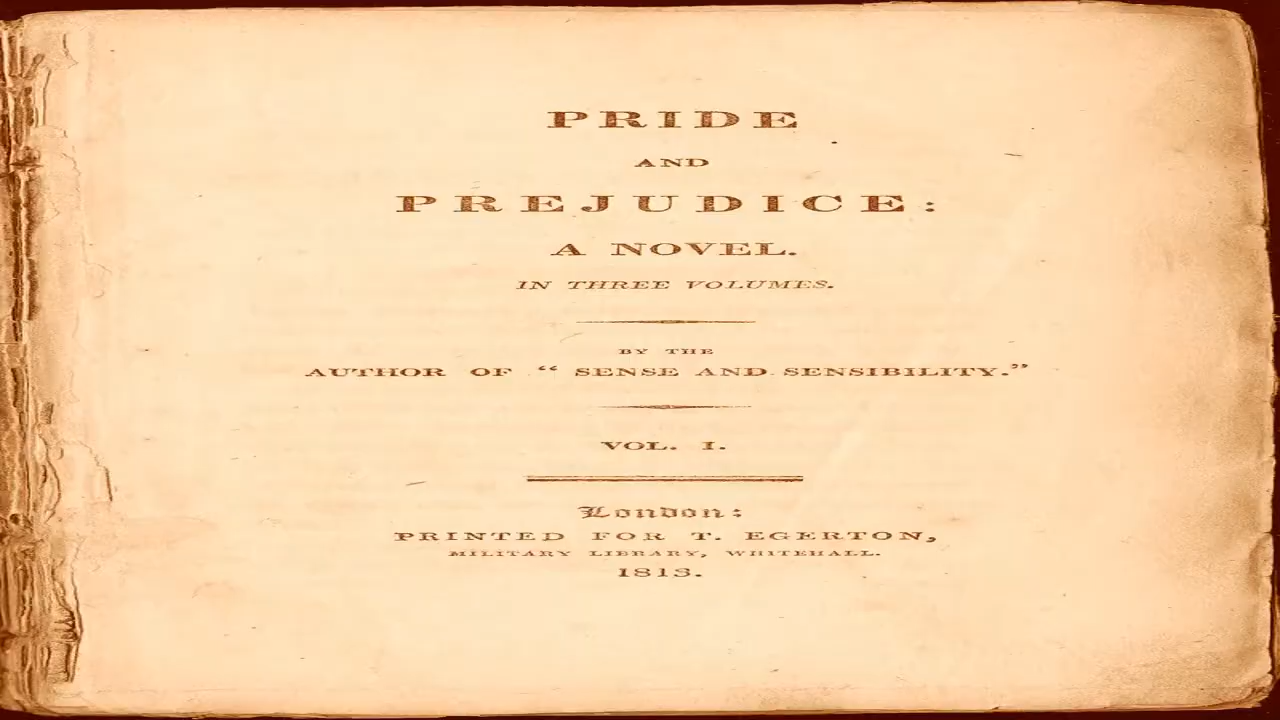 PRIDE
AND
PREJUDICE:
A NOVEL.
IN THREE VOLUMES.
BY THE
AUTHOR OF “ SENSE AND SENSIBILITY.”
VOL. I.
London:
PRINTED FOR T. EGERTON,
MILITARY LIBRARY, WHITEHALL.
1813.